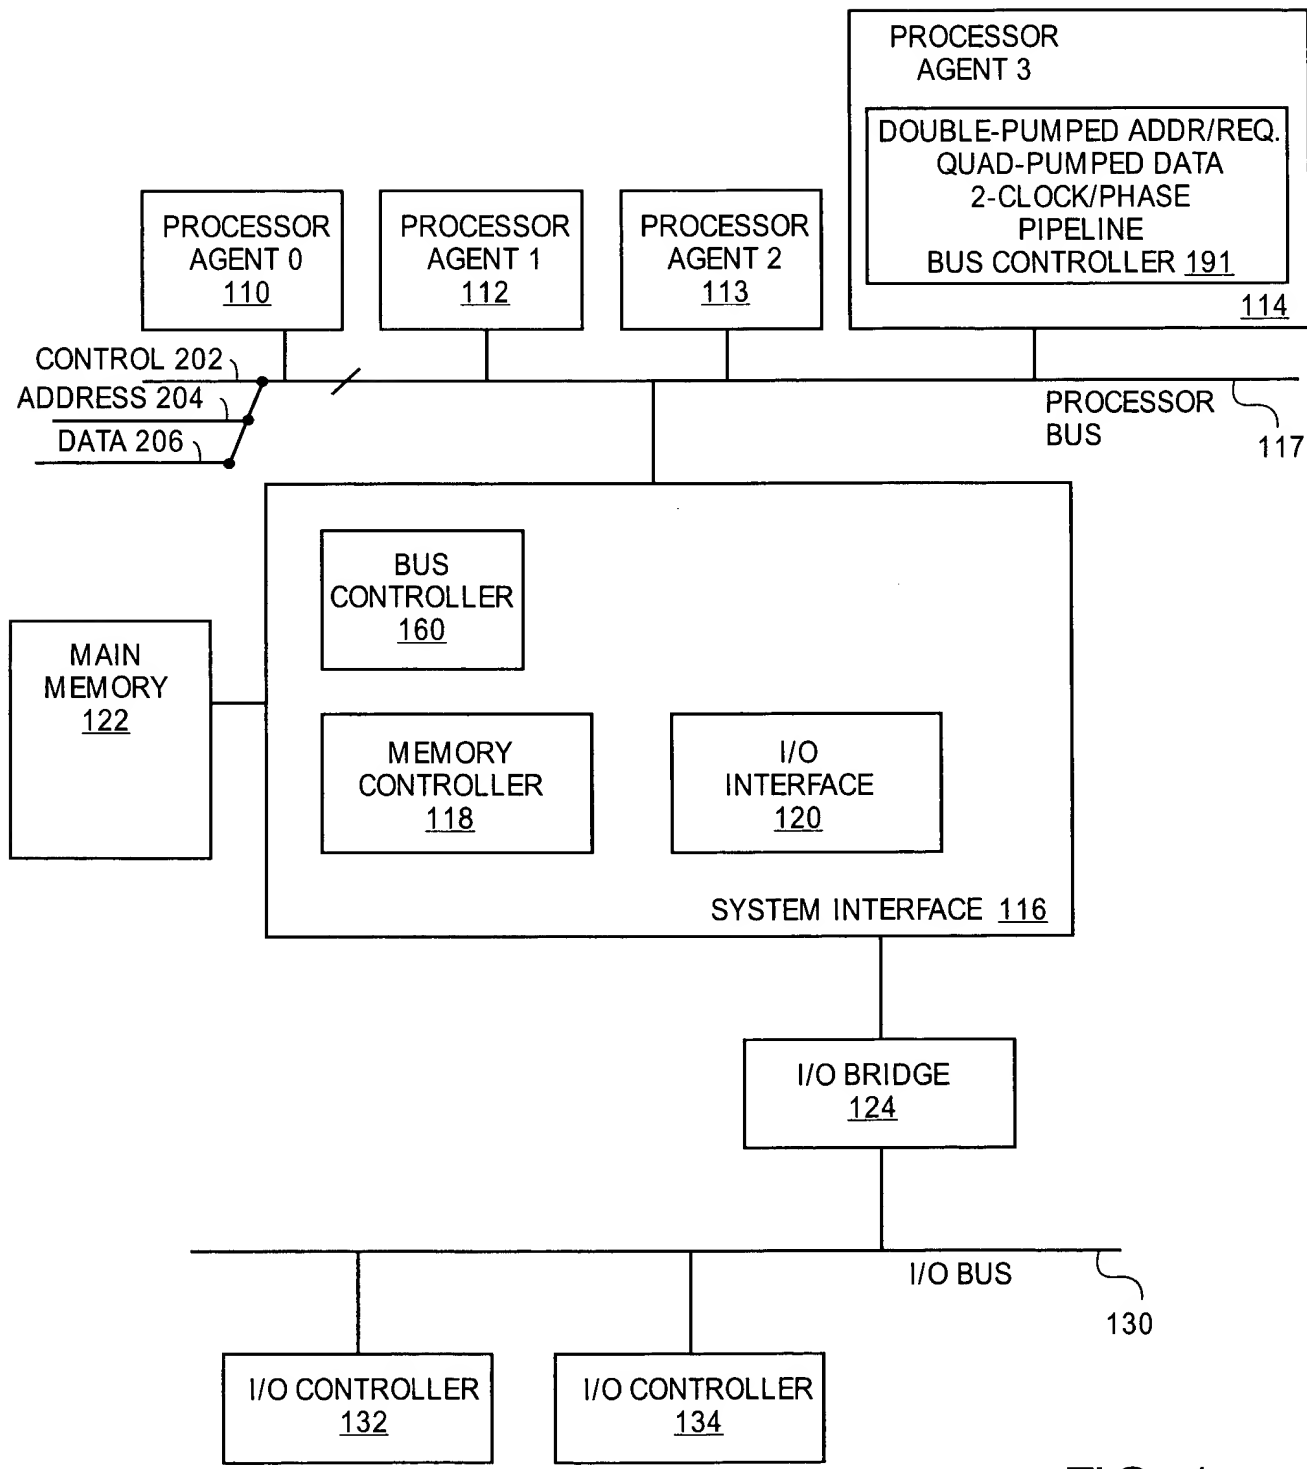 PROCESSOR
AGENT 3
DOUBLE-PUMPED ADDR/REQ.
QUAD-PUMPED DATA
2-CLOCK/PHASE
PIPELINE
BUS CONTROLLER 191
114
PROCESSOR
AGENT 0
110
PROCESSOR
AGENT 1
112
PROCESSOR
AGENT 2
113
CONTROL 202
ADDRESS 204
DATA 206
PROCESSOR
BUS
117
BUS
CONTROLLER
160
MAIN
MEMORY
122
MEMORY
CONTROLLER
118
I/O
INTERFACE
120
SYSTEM INTERFACE 116
I/O BRIDGE
124
I/O BUS
130
I/O CONTROLLER
132
I/O CONTROLLER
134